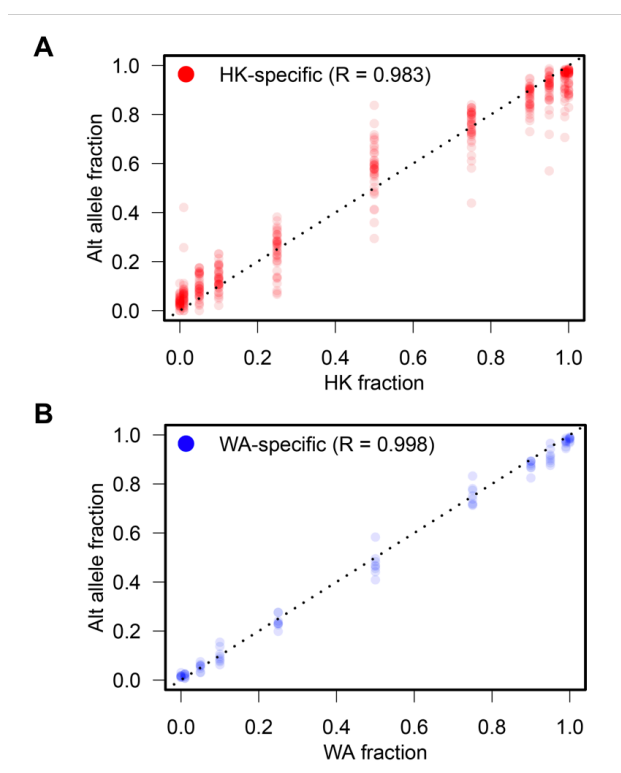 A
HK-specific (R = 0.983)
1.0
0.8
0.6
0.4
0.2
0.0
Alt allele fraction
0.0 0.2 0.4 0.6 0.8 1.0
HK fraction
B
WA-specific (R = 0.998)
1.0
0.8
0.6
0.4
0.2
0.0
Alt allele fraction
0.0 0.2 0.4 0.6 0.8 1.0
WA fraction